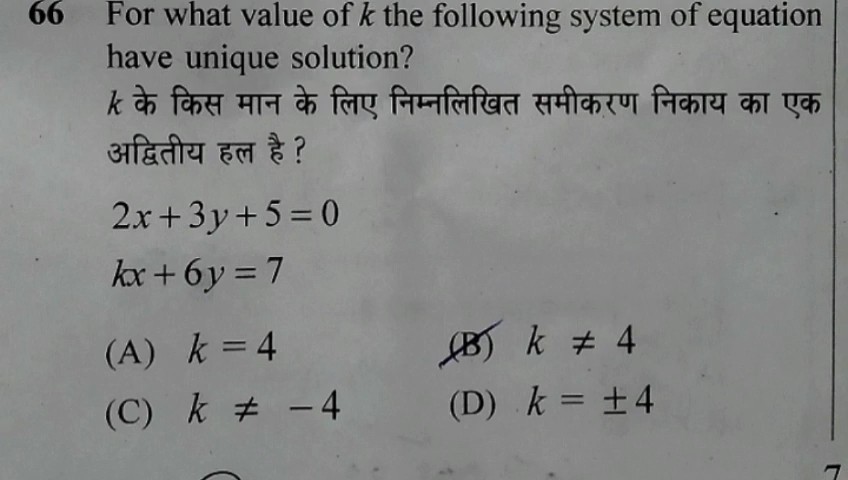 66 For what value of k the following system of equation
have unique solution?
k के किस मान के लिए निम्नलिखित समीकरण निकाय का एक
अद्वितीय हल है ?
2x+3y+5=0
kx+6y=7
(A) k = 4 (B) k ≠ 4
(C) k ≠ −4 (D) k = ±4
7